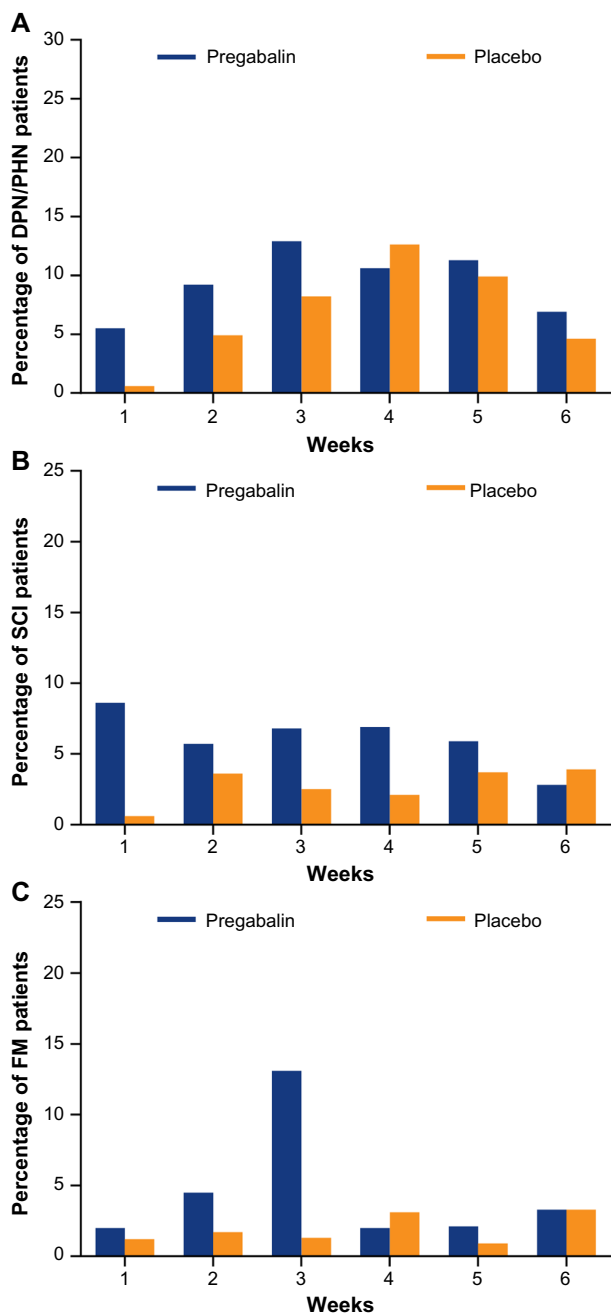 A
Percentage of DPN/PHN patients
30
25
20
15
10
5
0
Pregabalin Placebo
1 2 3 4 5 6
Weeks
B
Percentage of SCI patients
25
20
15
10
5
0
Pregabalin Placebo
1 2 3 4 5 6
Weeks
C
Percentage of FM patients
25
20
15
10
5
0
Pregabalin Placebo
1 2 3 4 5 6
Weeks